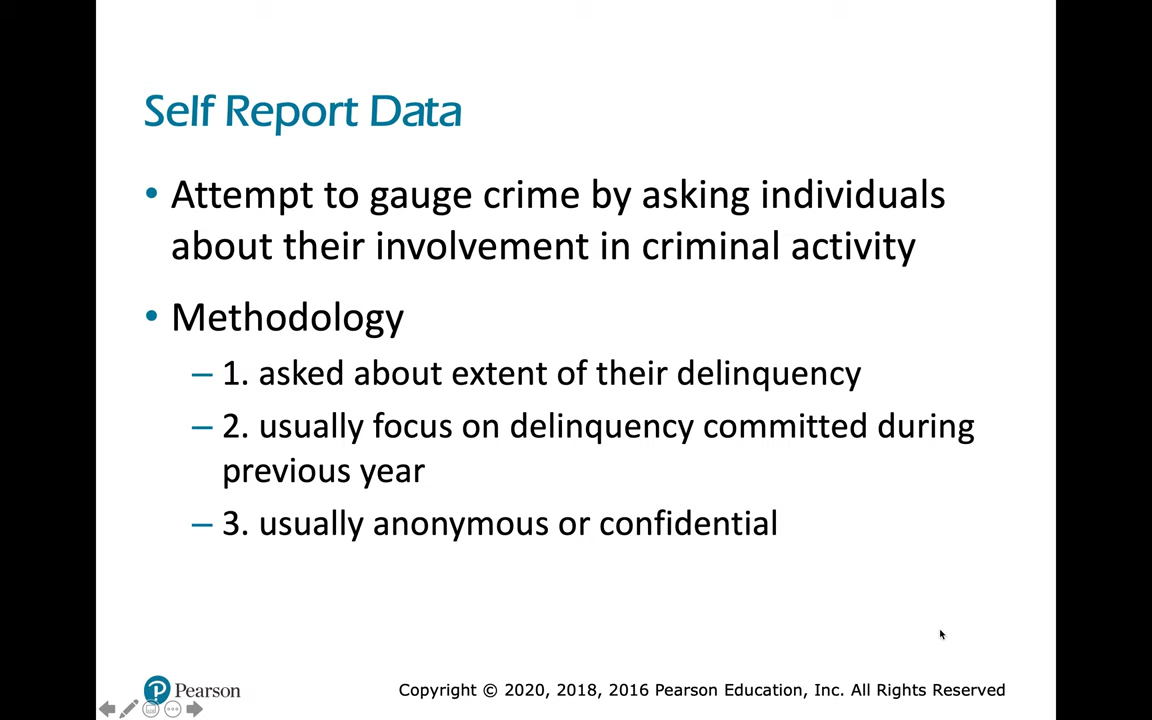 Self Report Data
• Attempt to gauge crime by asking individuals
about their involvement in criminal activity
• Methodology
– 1. asked about extent of their delinquency
– 2. usually focus on delinquency committed during
previous year
– 3. usually anonymous or confidential
Pearson
Copyright © 2020, 2018, 2016 Pearson Education, Inc. All Rights Reserved